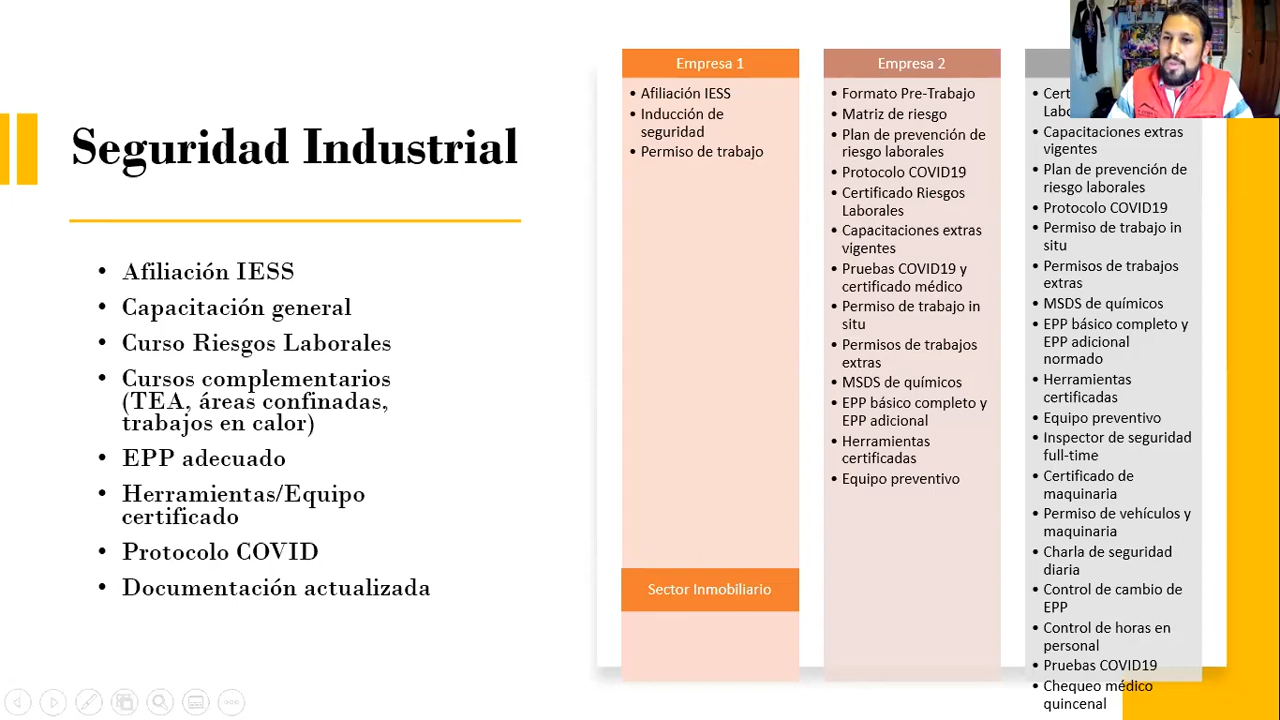 Seguridad Industrial
• Afiliación IESS
• Capacitación general
• Curso Riesgos Laborales
• Cursos complementarios
(TEA, áreas confinadas,
trabajos en calor)
• EPP adecuado
• Herramientas/Equipo
certificado
• Protocolo COVID
• Documentación actualizada
Empresa 1
• Afiliación IESS
• Inducción de
seguridad
• Permiso de trabajo
Sector Inmobiliario
Empresa 2
• Formato Pre-Trabajo
• Matriz de riesgo
• Plan de prevención de
riesgo laborales
• Protocolo COVID19
• Certificado Riesgos
Laborales
• Capacitaciones extras
vigentes
• Pruebas COVID19 y
certificado médico
• Permiso de trabajo in
situ
• Permisos de trabajos
extras
• MSDS de químicos
• EPP básico completo y
EPP adicional
• Herramientas
certificadas
• Equipo preventivo
• Capacitaciones extras
vigentes
• Plan de prevención de
riesgo laborales
• Protocolo COVID19
• Permiso de trabajo in
situ
• Permisos de trabajos
extras
• MSDS de químicos
• EPP básico completo y
EPP adicional
normado
• Herramientas
certificadas
• Equipo preventivo
• Inspector de seguridad
full-time
• Certificado de
maquinaria
• Permiso de vehículos y
maquinaria
• Charla de seguridad
diaria
• Control de cambio de
EPP
• Control de horas en
personal
• Pruebas COVID19
• Chequeo médico
quincenal